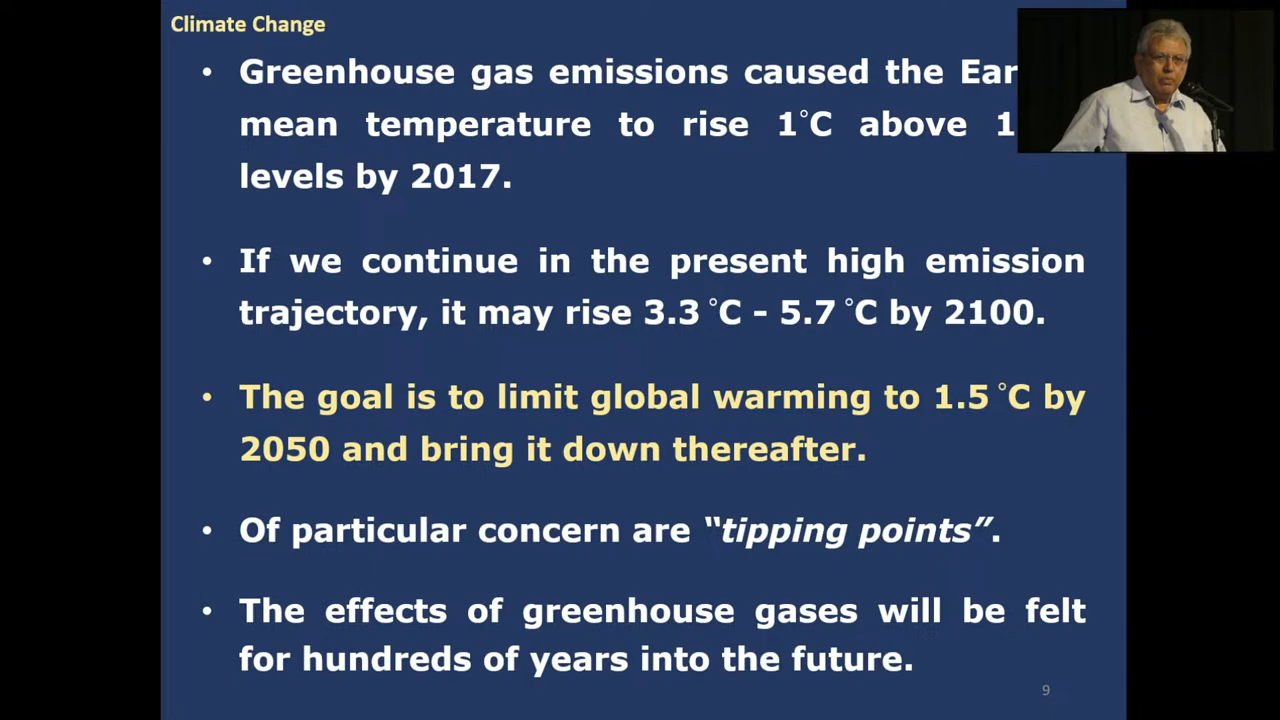 Climate Change
• Greenhouse gas emissions caused the
mean temperature to rise 1°C above
levels by 2017.
• If we continue in the present high emission
trajectory, it may rise 3.3 °C - 5.7 °C by 2100.
• The goal is to limit global warming to 1.5 °C by
2050 and bring it down thereafter.
• Of particular concern are “tipping points”.
• The effects of greenhouse gases will be felt
for hundreds of years into the future.
9